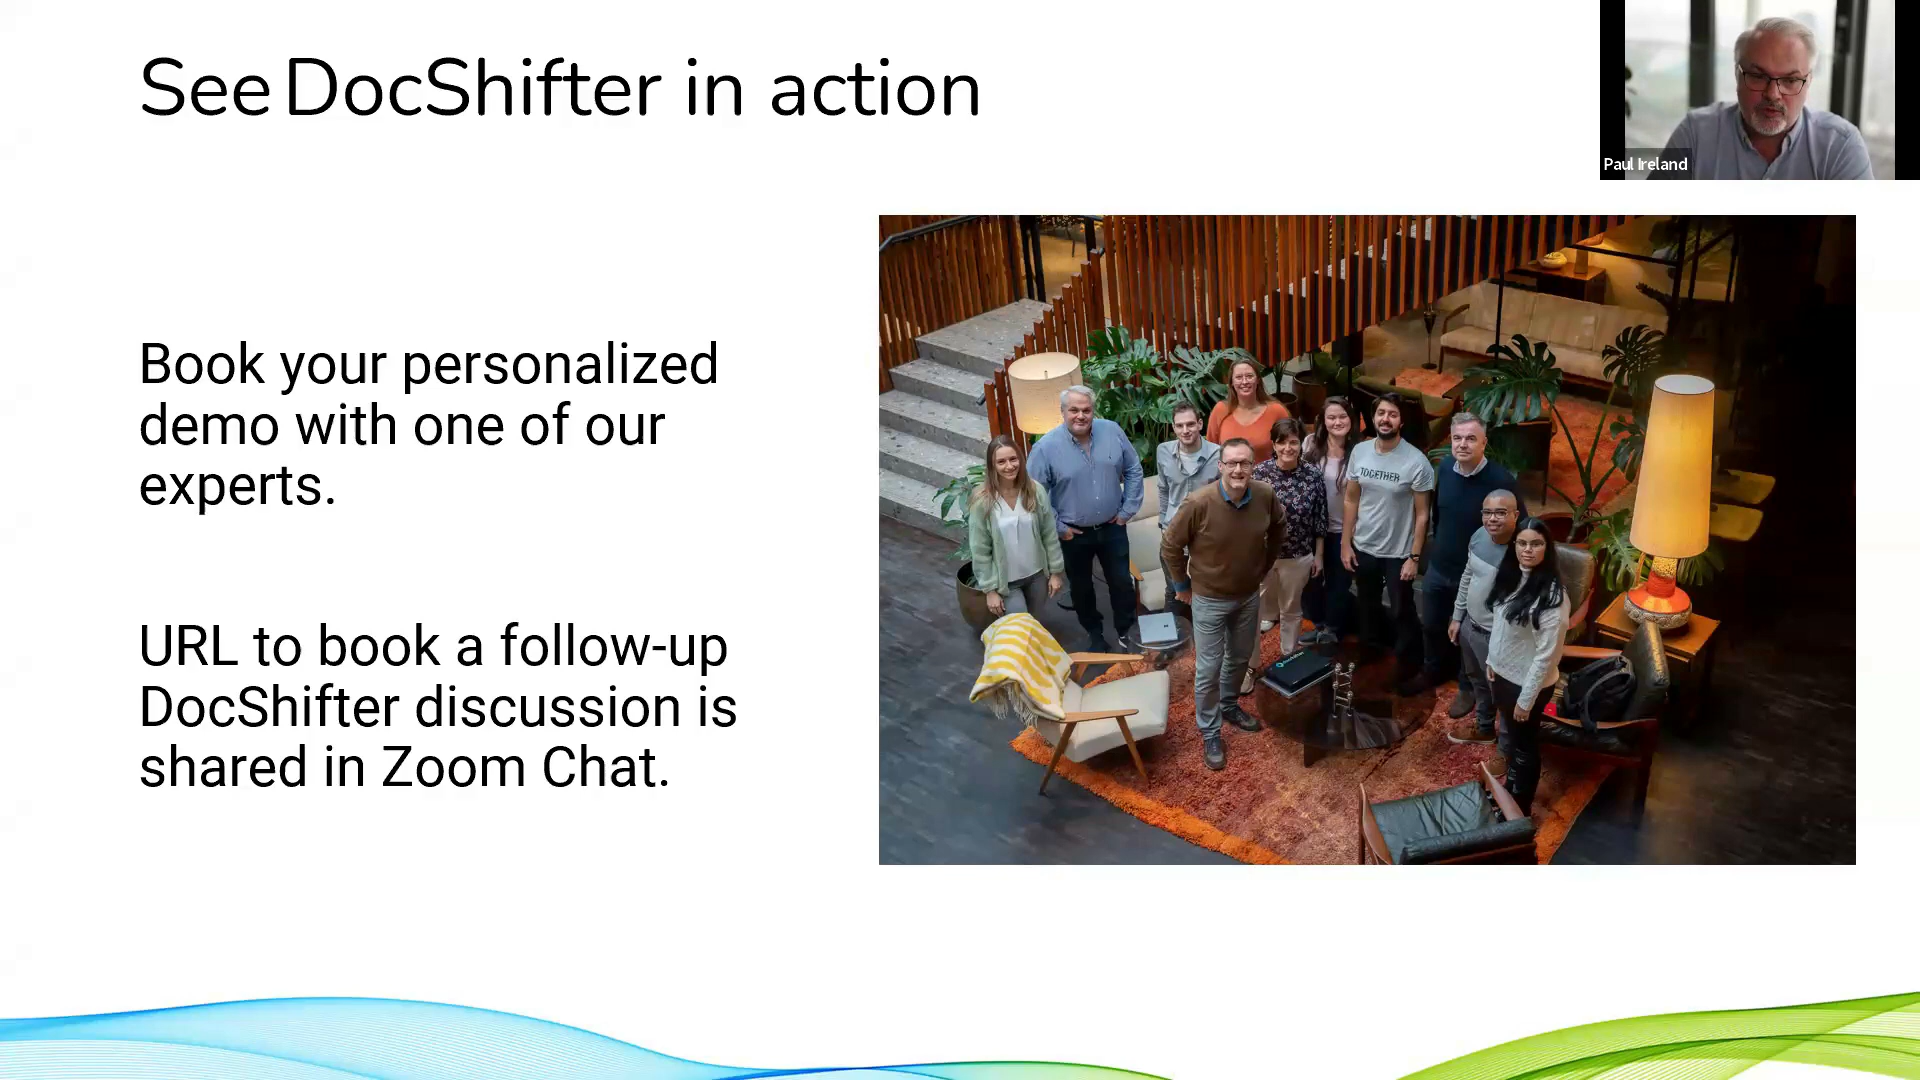 See DocShifter in action
Paul Ireland
Book your personalized
demo with one of our
experts.
TOGETHER
URL to book a follow-up
DocShifter discussion is
shared in Zoom Chat.